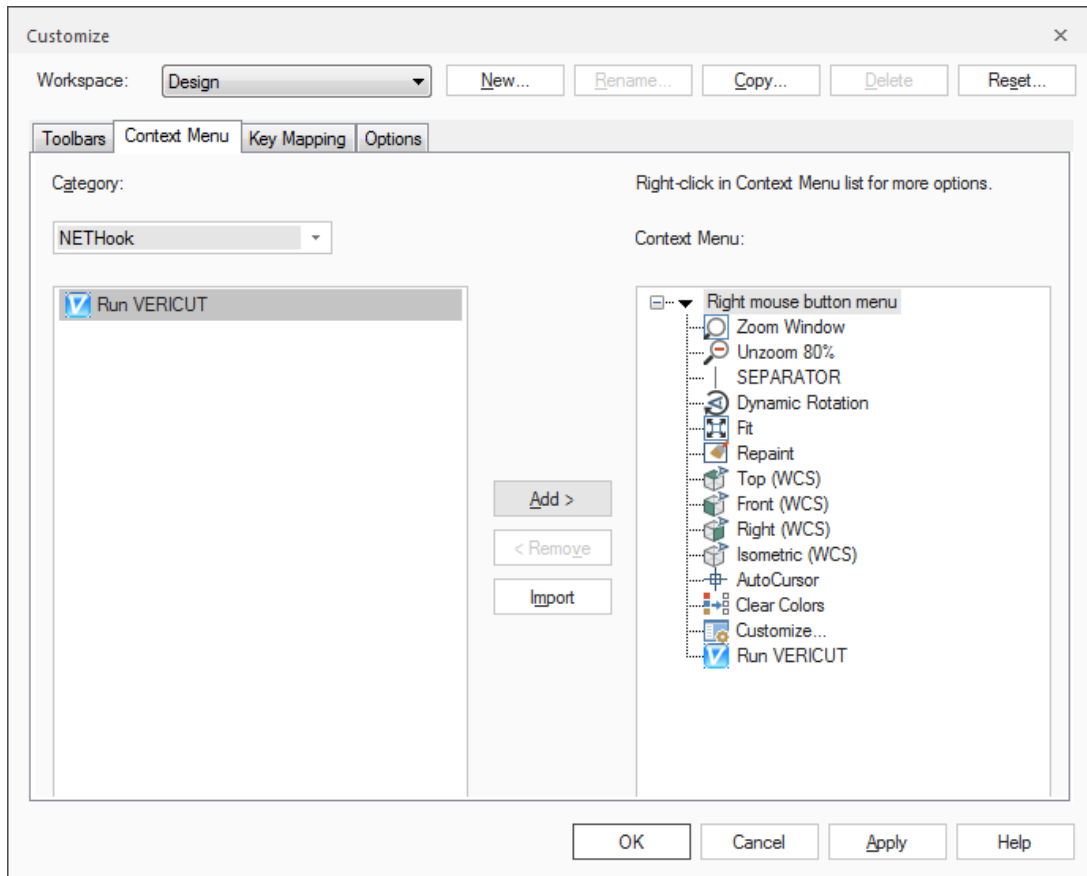 Customize
Workspace: Design New... Rename... Copy... Delete Reset...
Toolbars Context Menu Key Mapping Options
Category: Right-click in Context Menu list for more options.
NETHook Context Menu:
Run VERICUT
Right mouse button menu
Zoom Window
Unzoom 80%
SEPARATOR
Dynamic Rotation
Fit
Repaint
Top (WCS)
Front (WCS)
Right (WCS)
Isometric (WCS)
AutoCursor
Clear Colors
Customize...
Run VERICUT
Add >
< Remove
Import
OK Cancel Apply Help